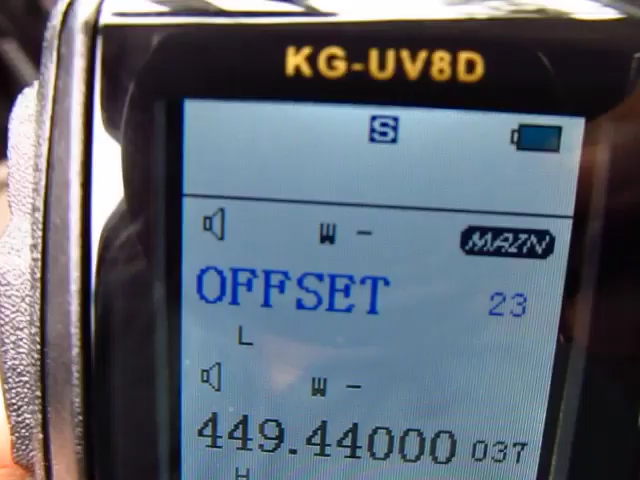 KG-UV8D
S
W - MAIN
OFFSET 23
L
W -
449.44000 037
H